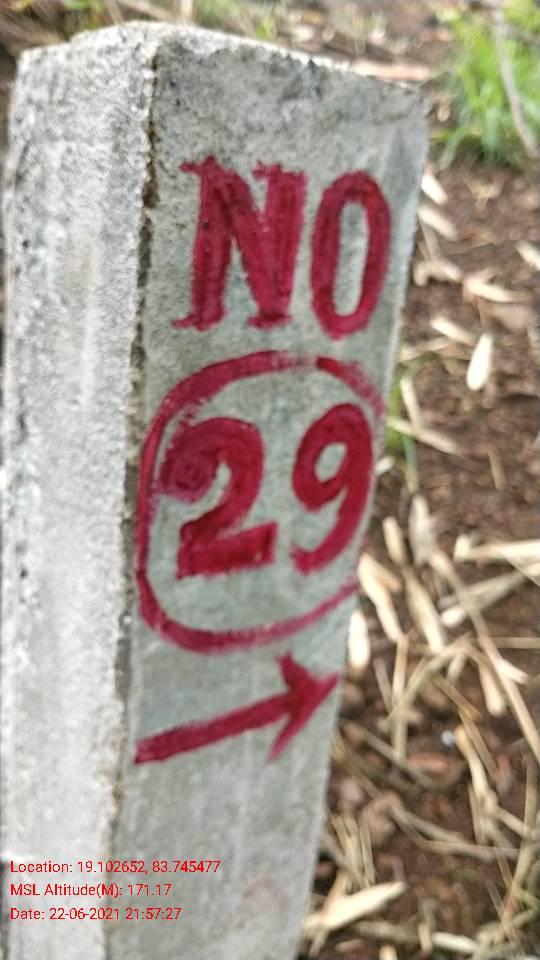 NO
29
Location: 19.102652, 83.745477
MSL Altitude(M): 171.17
Date: 22-06-2021 21:57:27